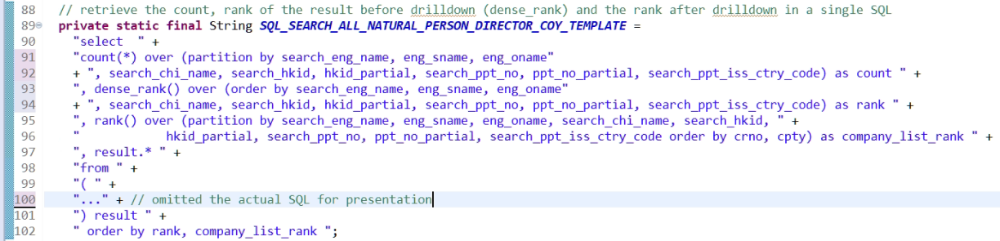 88 // retrieve the count, rank of the result before drilldown (dense_rank) and the rank after drilldown in a single SQL
89 private static final String SQL_SEARCH_ALL_NATURAL_PERSON_DIRECTOR_COY_TEMPLATE =
90 "select  " +
91 "count(*) over (partition by search_eng_name, eng_sname, eng_oname"
92 + ", search_chi_name, search_hkid, hkid_partial, search_ppt_no, ppt_no_partial, search_ppt_iss_ctry_code) as count " +
93 ", dense_rank() over (order by search_eng_name, eng_sname, eng_oname"
94 + ", search_chi_name, search_hkid, hkid_partial, search_ppt_no, ppt_no_partial, search_ppt_iss_ctry_code) as rank " +
95 ", rank() over (partition by search_eng_name, eng_sname, eng_oname, search_chi_name, search_hkid, " +
96 "            hkid_partial, search_ppt_no, ppt_no_partial, search_ppt_iss_ctry_code order by crno, cpty) as company_list_rank " +
97 ", result.* " +
98 "from " +
99 "( " +
100 "..." + // omitted the actual SQL for presentation
101 ") result " +
102 " order by rank, company_list_rank ";